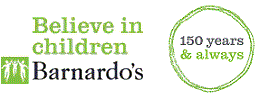 Believe in
children
Barnardo's
150 years
& always